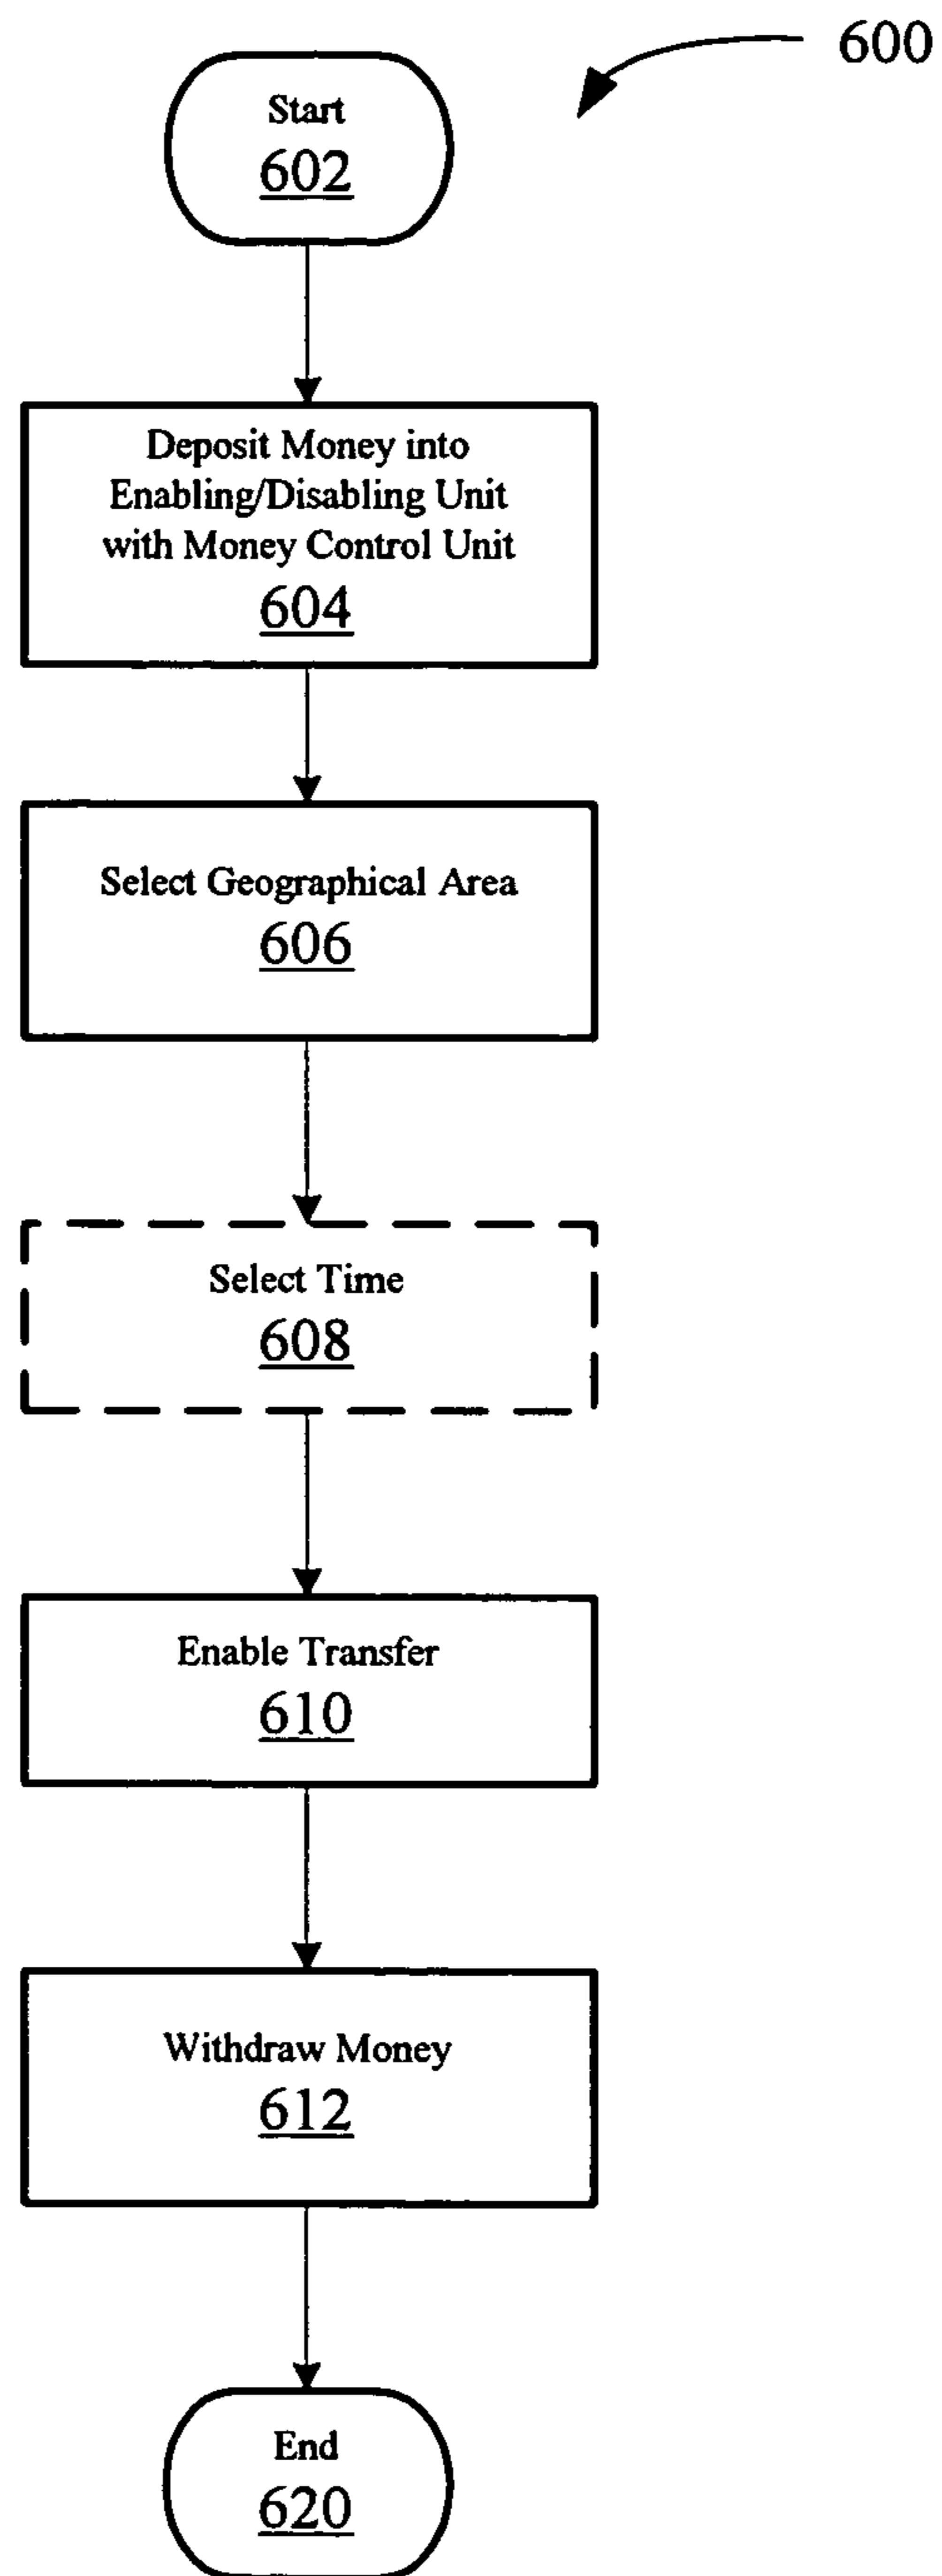 600
Start
602
Deposit Money into
Enabling/Disabling Unit
with Money Control Unit
604
Select Geographical Area
606
Select Time
608
Enable Transfer
610
Withdraw Money
612
End
620